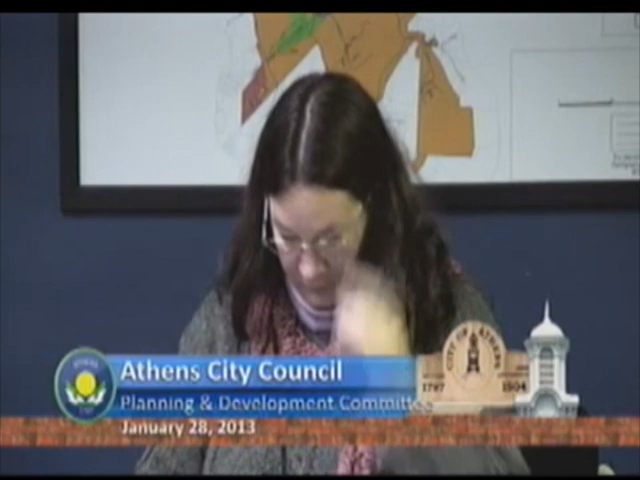 CITY OF ATHENS
1797 1904
Athens City Council
Planning & Development Committee
January 28, 2013